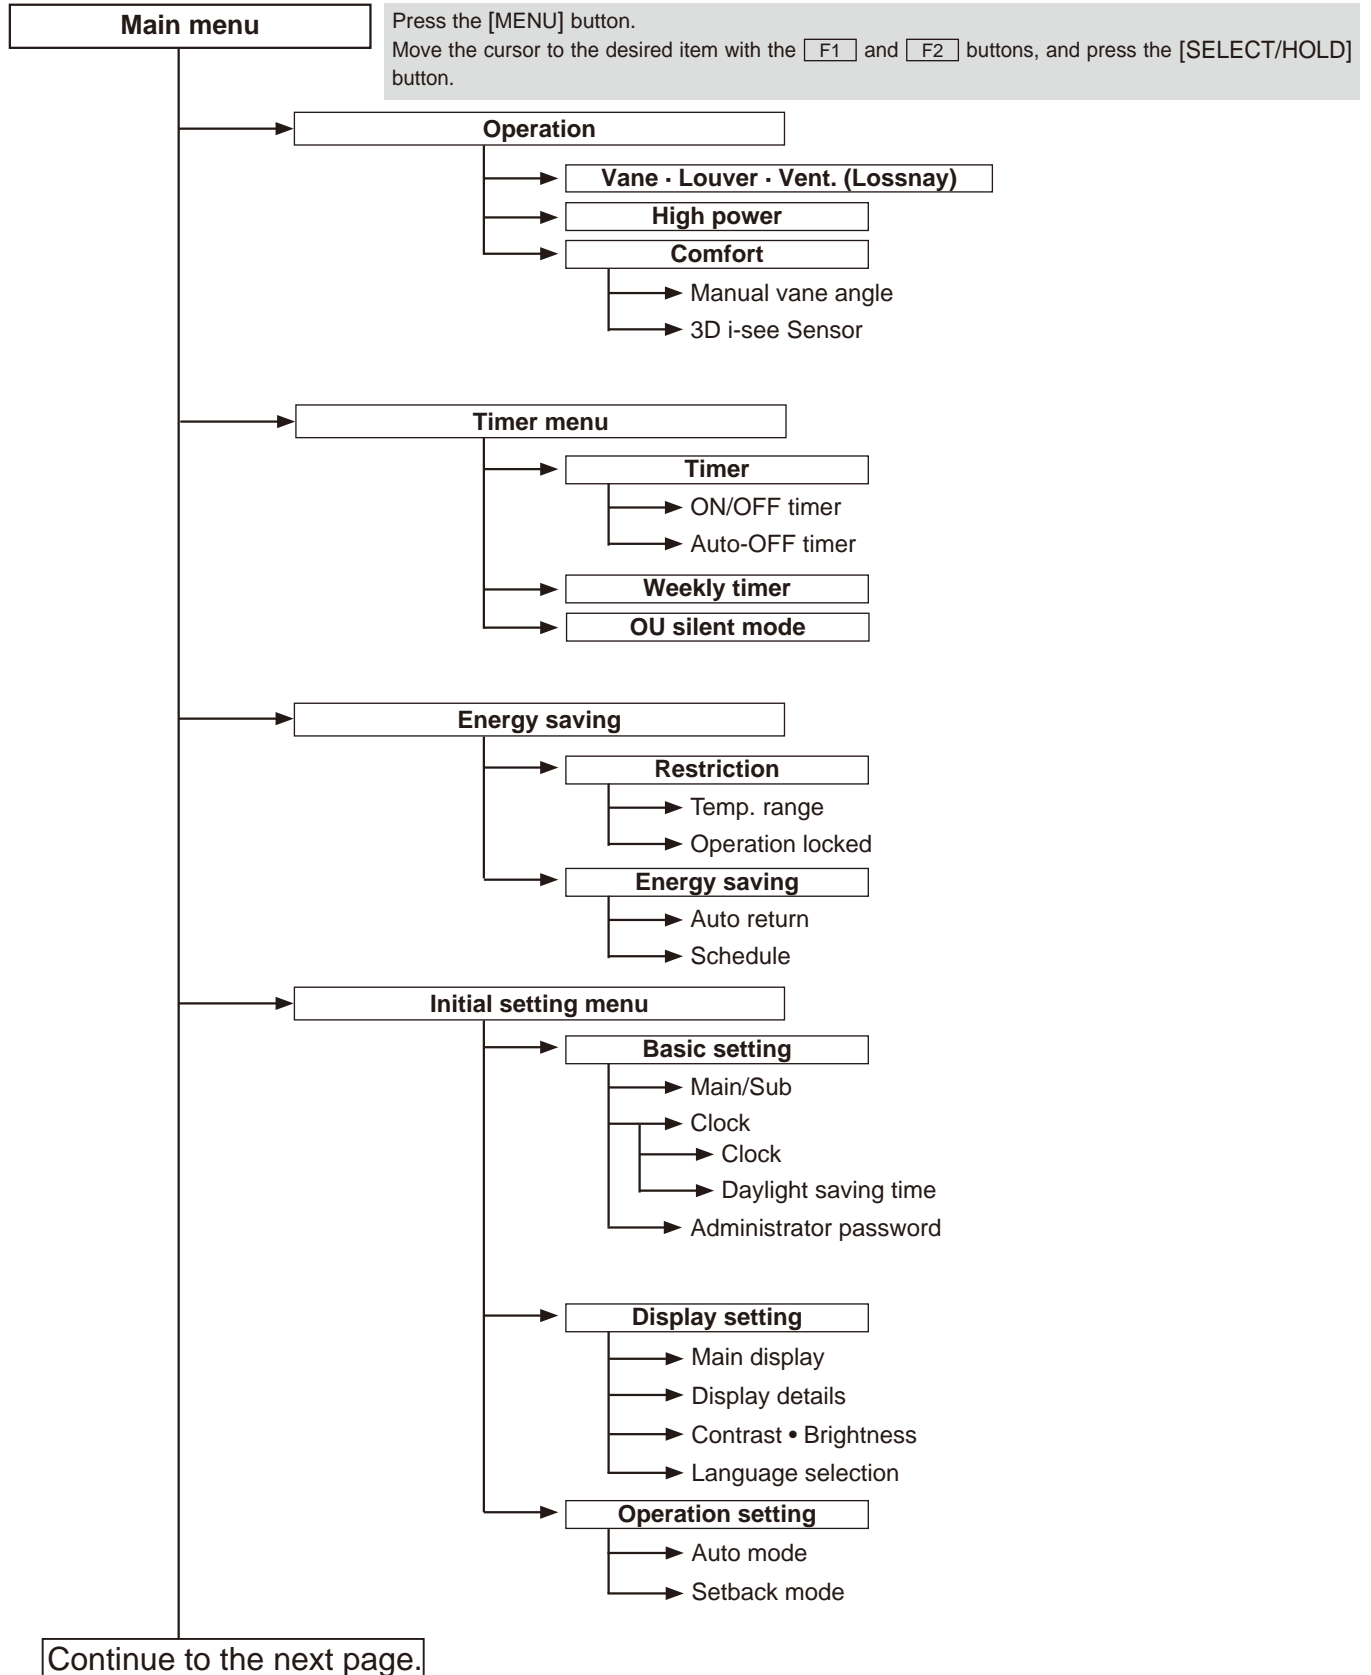 Main menu
Press the [MENU] button.
Move the cursor to the desired item with the F1 and F2 buttons, and press the [SELECT/HOLD]
button.
Operation
Vane · Louver · Vent. (Lossnay)
High power
Comfort
Manual vane angle
3D i-see Sensor
Timer menu
Timer
ON/OFF timer
Auto-OFF timer
Weekly timer
OU silent mode
Energy saving
Restriction
Temp. range
Operation locked
Energy saving
Auto return
Schedule
Initial setting menu
Basic setting
Main/Sub
Clock
Clock
Daylight saving time
Administrator password
Display setting
Main display
Display details
Contrast • Brightness
Language selection
Operation setting
Auto mode
Setback mode
Continue to the next page.